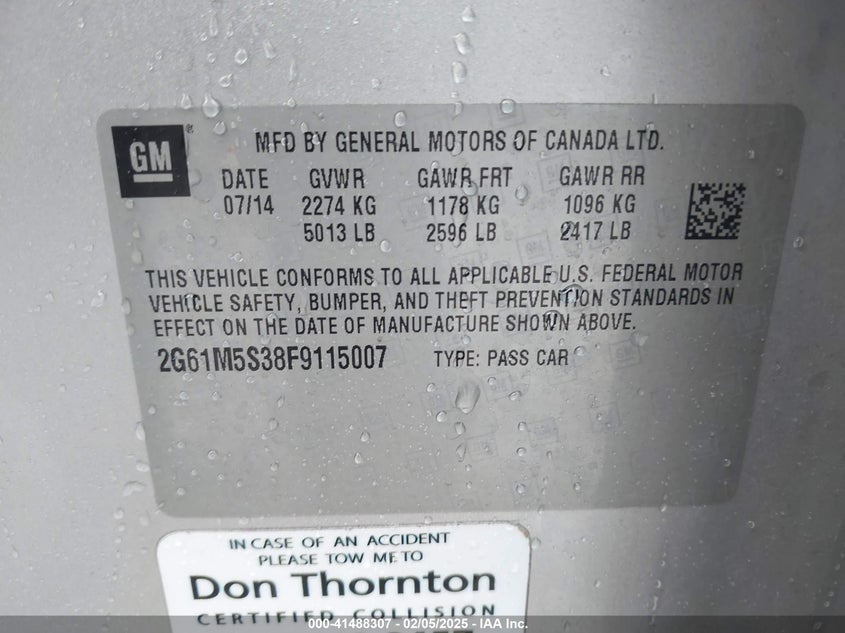 GM
MFD BY GENERAL MOTORS OF CANADA LTD.
DATE GVWR GAWR FRT GAWR RR
07/14 2274 KG 1178 KG 1096 KG
5013 LB 2596 LB 2417 LB
THIS VEHICLE CONFORMS TO ALL APPLICABLE U.S. FEDERAL MOTOR
VEHICLE SAFETY, BUMPER, AND THEFT PREVENTION STANDARDS IN
EFFECT ON THE DATE OF MANUFACTURE SHOWN ABOVE.
2G61M5S38F9115007 TYPE: PASS CAR
IN CASE OF AN ACCIDENT
PLEASE TOW ME TO
Don Thornton
CERTIFIED COLLISION
000-41488307 - 02/05/2025 - IAA Inc.